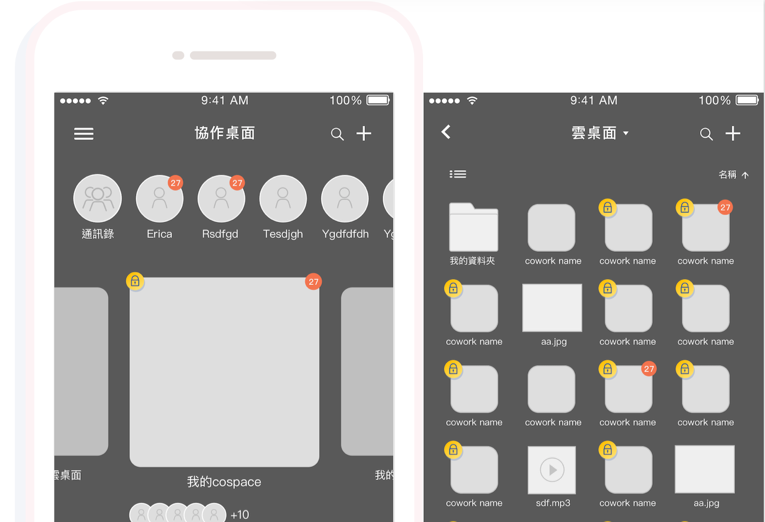 9:41 AM
100%
協作桌面
27
27
通訊錄
Erica
Rsdfgd
Tesdjgh
Ygdfdfdh
Yg
27
雲桌面
我的cospace
我的
+10
9:41 AM
100%
雲桌面
名稱
27
我的資料夾
cowork name
cowork name
cowork name
cowork name
aa.jpg
cowork name
cowork name
27
cowork name
cowork name
cowork name
cowork name
cowork name
sdf.mp3
cowork name
aa.jpg